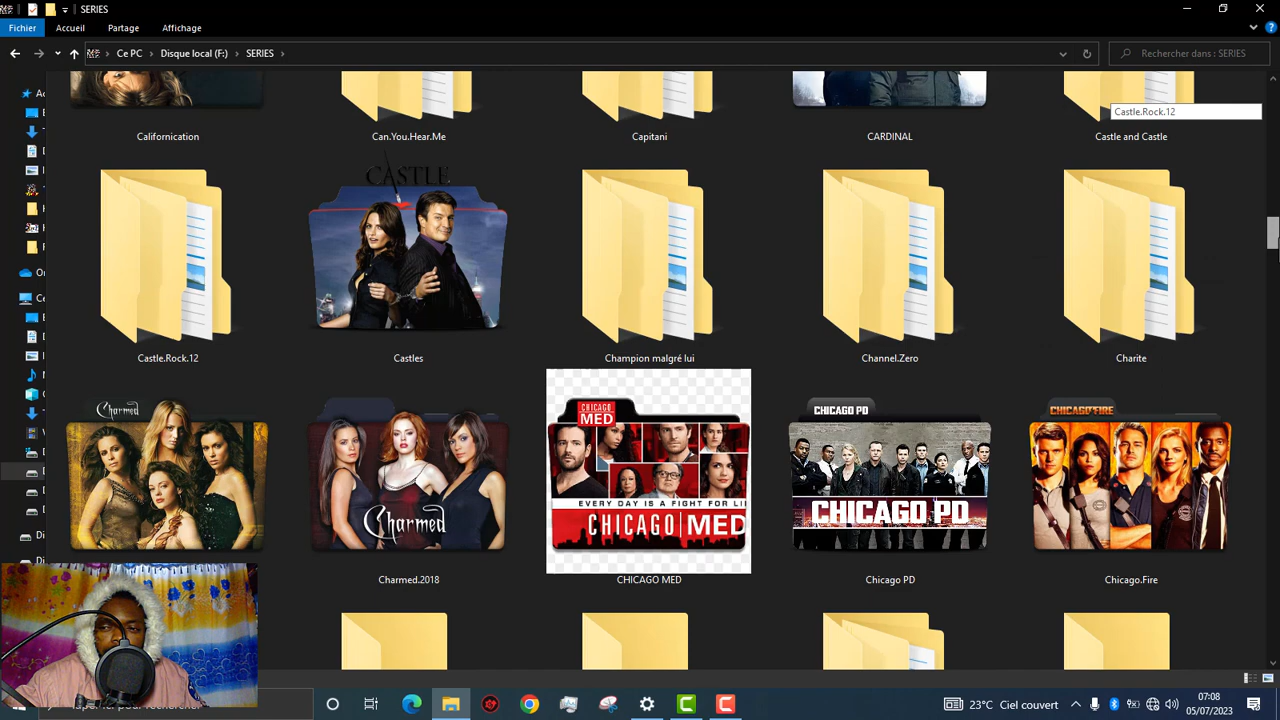 SERIES
Fichier Accueil Partage Affichage
Ce PC Disque local (F:) SERIES
Rechercher dans : SERIES
Californication Can.You.Hear.Me Capitani CARDINAL Castle and Castle
Castle.Rock.12
CASTLE
Castle.Rock.12 Castles Champion malgré lui Channel.Zero Charite
Charmed
Charmed
CHICAGO
MED
EVERY DAY IS A FIGHT FOR LI
CHICAGO MED
CHICAGO PD
CHICAGO PD
CHICAGO FIRE
Charmed.2018 CHICAGO MED Chicago PD Chicago.Fire
23°C Ciel couvert
07:08
05/07/2023